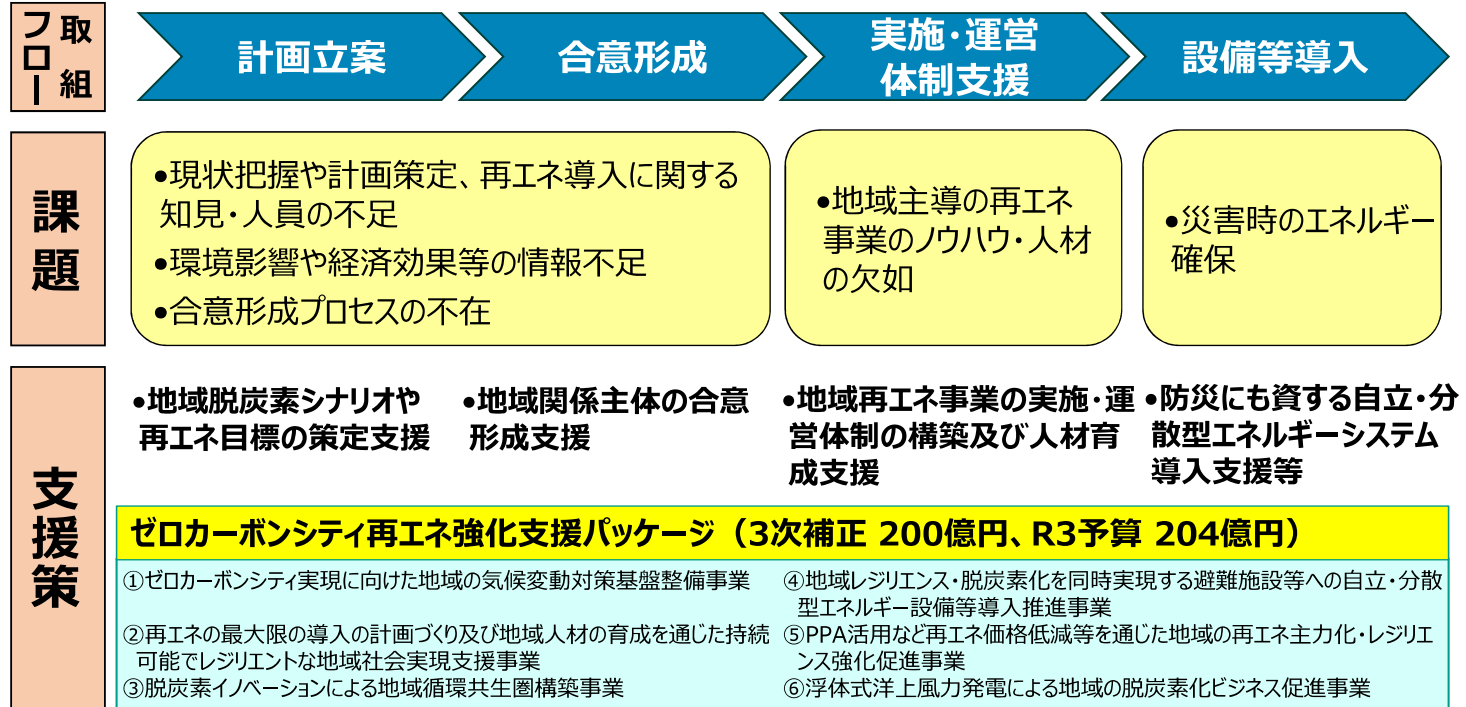 取組
フロー
計画立案
合意形成
実施・運営
体制支援
設備等導入
課題
•現状把握や計画策定、再エネ導入に関する
知見・人員の不足
•環境影響や経済効果等の情報不足
•合意形成プロセスの不在
•地域主導の再エネ
事業のノウハウ・人材
の欠如
•災害時のエネルギー
確保
支援策
•地域脱炭素シナリオや
再エネ目標の策定支援
•地域関係主体の合意
形成支援
•地域再エネ事業の実施・運
営体制の構築及び人材育
成支援
•防災にも資する自立・分
散型エネルギーシステム
導入支援等
ゼロカーボンシティ再エネ強化支援パッケージ（3次補正 200億円、R3予算 204億円）
①ゼロカーボンシティ実現に向けた地域の気候変動対策基盤整備事業
②再エネの最大限の導入の計画づくり及び地域人材の育成を通じた持続
可能でレジリエントな地域社会実現支援事業
③脱炭素イノベーションによる地域循環共生圏構築事業
④地域レジリエンス・脱炭素化を同時実現する避難施設等への自立・分散
型エネルギー設備等導入推進事業
⑤PPA活用など再エネ価格低減等を通じた地域の再エネ主力化・レジリエ
ンス強化促進事業
⑥浮体式洋上風力発電による地域の脱炭素化ビジネス促進事業